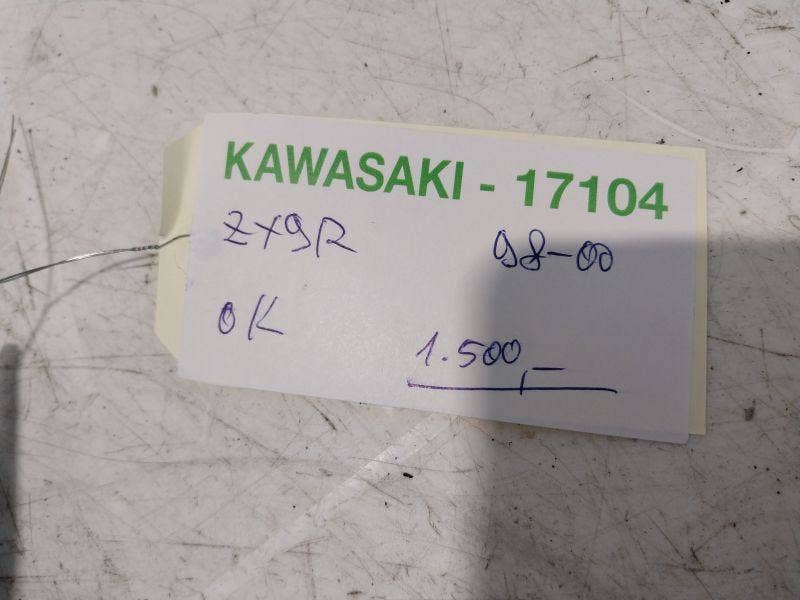 KAWASAKI - 17104
ZX9R 98-00
OK
1.500,-